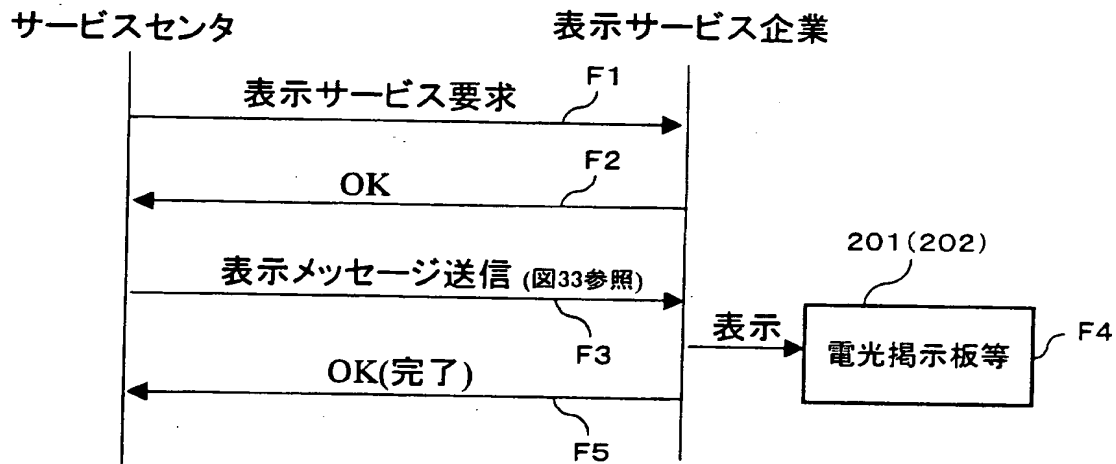 サービスセンタ
表示サービス企業
表示サービス要求
F1
OK
F2
表示メッセージ送信 (図33参照)
F3
201(202)
表示
電光掲示板等
F4
OK(完了)
F5